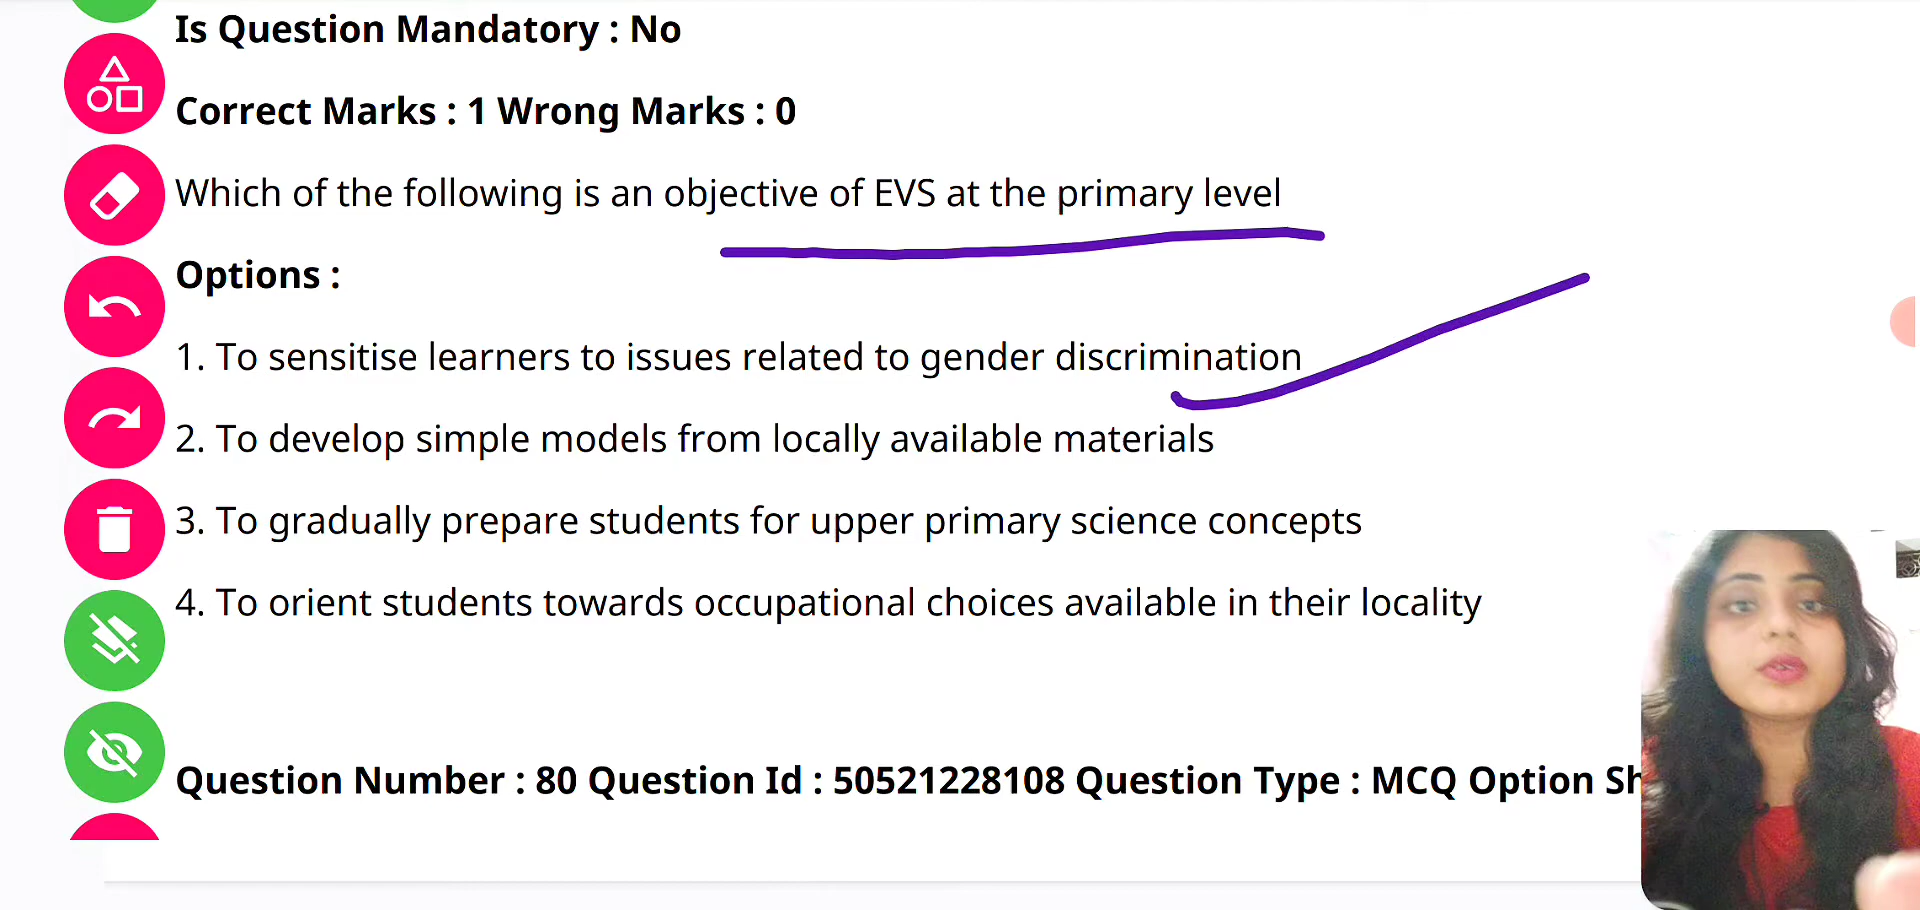 Is Question Mandatory : No
Correct Marks : 1 Wrong Marks : 0
Which of the following is an objective of EVS at the primary level
Options :
1. To sensitise learners to issues related to gender discrimination
2. To develop simple models from locally available materials
3. To gradually prepare students for upper primary science concepts
4. To orient students towards occupational choices available in their locality
Question Number : 80 Question Id : 50521228108 Question Type : MCQ Option